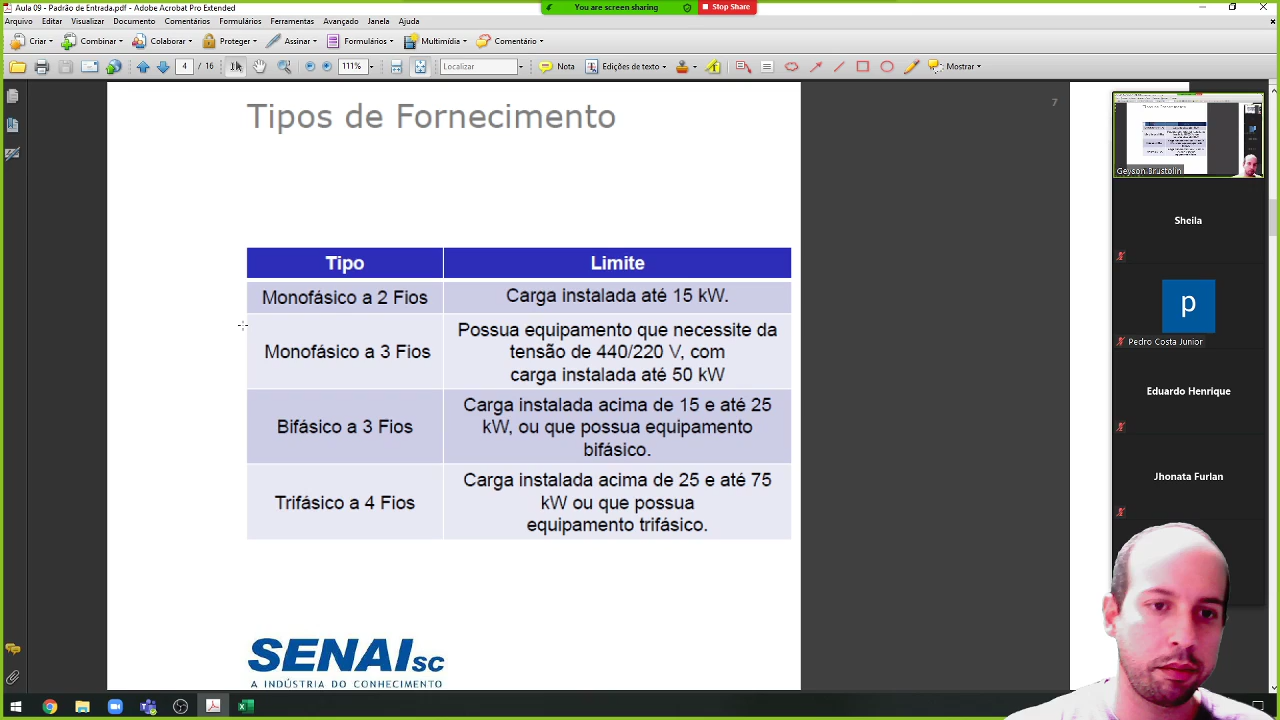 Aula 09 - Padrão de Entrada.pdf - Adobe Acrobat Pro Extended
You are screen sharing
Stop Share
Arquivo Editar Visualizar Documento Comentários Formulários Ferramentas Avançado Janela Ajuda
Criar Combinar Colaborar Proteger Assinar Formulários Multimídia Comentário
4 / 16 111% Localizar Nota Edições de texto Mostrar
Tipos de Fornecimento
7
Tipo Limite
Monofásico a 2 Fios Carga instalada até 15 kW.
Monofásico a 3 Fios Possua equipamento que necessite da
tensão de 440/220 V, com
carga instalada até 50 kW
Bifásico a 3 Fios Carga instalada acima de 15 e até 25
kW, ou que possua equipamento
bifásico.
Trifásico a 4 Fios Carga instalada acima de 25 e até 75
kW ou que possua
equipamento trifásico.
SENAI sc
A INDÚSTRIA DO CONHECIMENTO
Geyson Brustolin
Sheila
p
Pedro Costa Junior
Eduardo Henrique
Jhonata Furlan